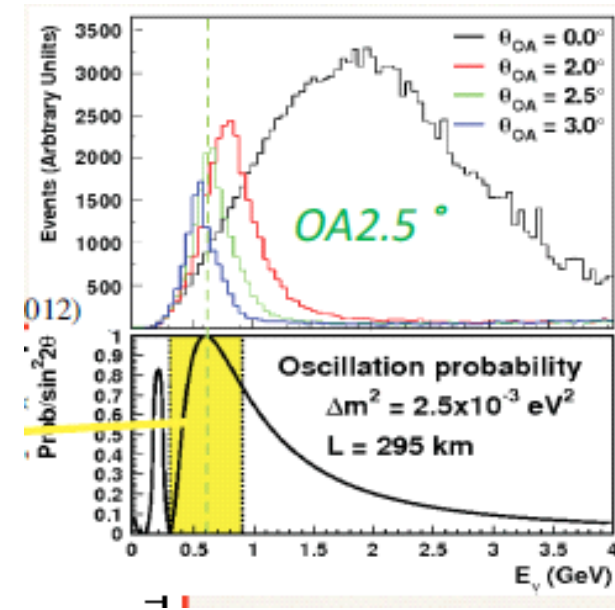 3500
3000
2500
2000
1500
1000
500
Events (Arbtrary Uniits)
θOA = 0.0°
θOA = 2.0°
θOA = 2.5°
θOA = 3.0°
OA2.5°
012)
1
0.9
0.8
0.7
0.6
0.5
0.4
0.3
0.2
0.1
0
Prob/sin²2θ
Oscillation probability
Δm² = 2.5x10⁻³ eV²
L = 295 km
0 0.5 1 1.5 2 2.5 3 3.5 4
Eν (GeV)